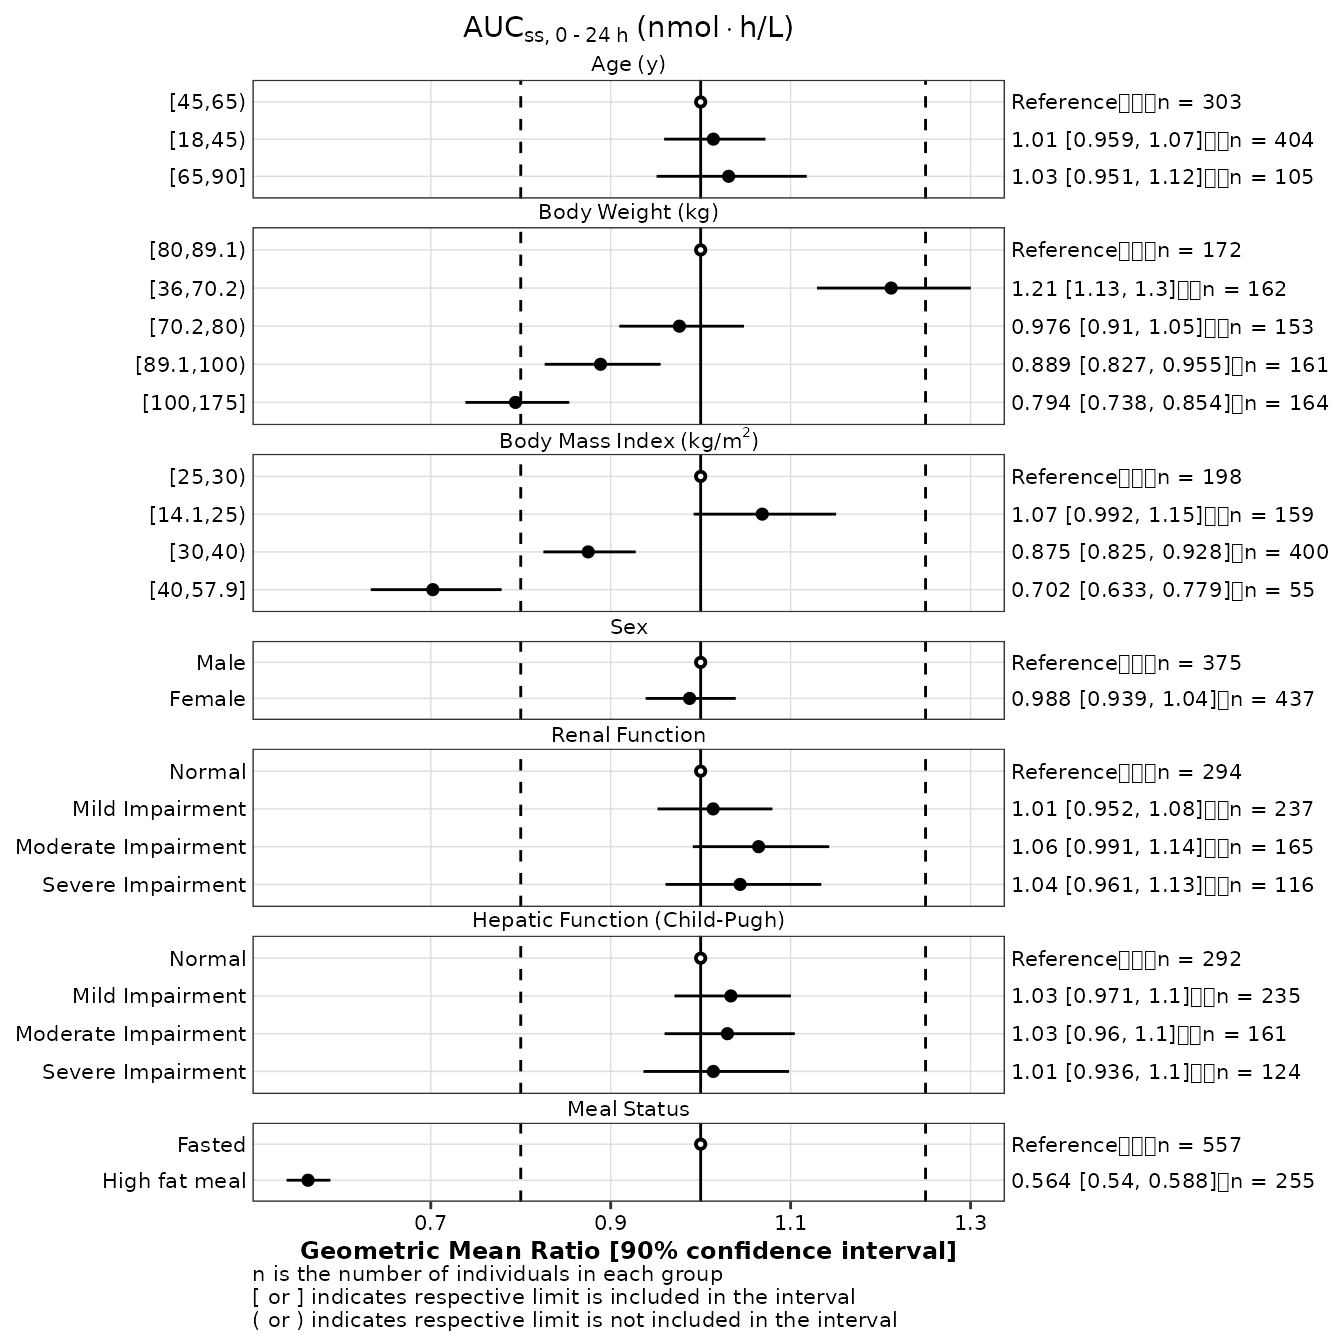 AUCss, 0 - 24 h (nmol · h/L)
Age (y)
[45,65) Reference□□□n = 303
[18,45) 1.01 [0.959, 1.07]□□n = 404
[65,90] 1.03 [0.951, 1.12]□□n = 105
Body Weight (kg)
[80,89.1) Reference□□□n = 172
[36,70.2) 1.21 [1.13, 1.3]□□n = 162
[70.2,80) 0.976 [0.91, 1.05]□□n = 153
[89.1,100) 0.889 [0.827, 0.955]□n = 161
[100,175] 0.794 [0.738, 0.854]□n = 164
Body Mass Index (kg/m²)
[25,30) Reference□□□n = 198
[14.1,25) 1.07 [0.992, 1.15]□□n = 159
[30,40) 0.875 [0.825, 0.928]□n = 400
[40,57.9] 0.702 [0.633, 0.779]□n = 55
Sex
Male Reference□□□n = 375
Female 0.988 [0.939, 1.04]□n = 437
Renal Function
Normal Reference□□□n = 294
Mild Impairment 1.01 [0.952, 1.08]□□n = 237
Moderate Impairment 1.06 [0.991, 1.14]□□n = 165
Severe Impairment 1.04 [0.961, 1.13]□□n = 116
Hepatic Function (Child-Pugh)
Normal Reference□□□n = 292
Mild Impairment 1.03 [0.971, 1.1]□□n = 235
Moderate Impairment 1.03 [0.96, 1.1]□□n = 161
Severe Impairment 1.01 [0.936, 1.1]□□n = 124
Meal Status
Fasted Reference□□□n = 557
High fat meal 0.564 [0.54, 0.588]□n = 255
0.7 0.9 1.1 1.3
Geometric Mean Ratio [90% confidence interval]
n is the number of individuals in each group
[ or ] indicates respective limit is included in the interval
( or ) indicates respective limit is not included in the interval